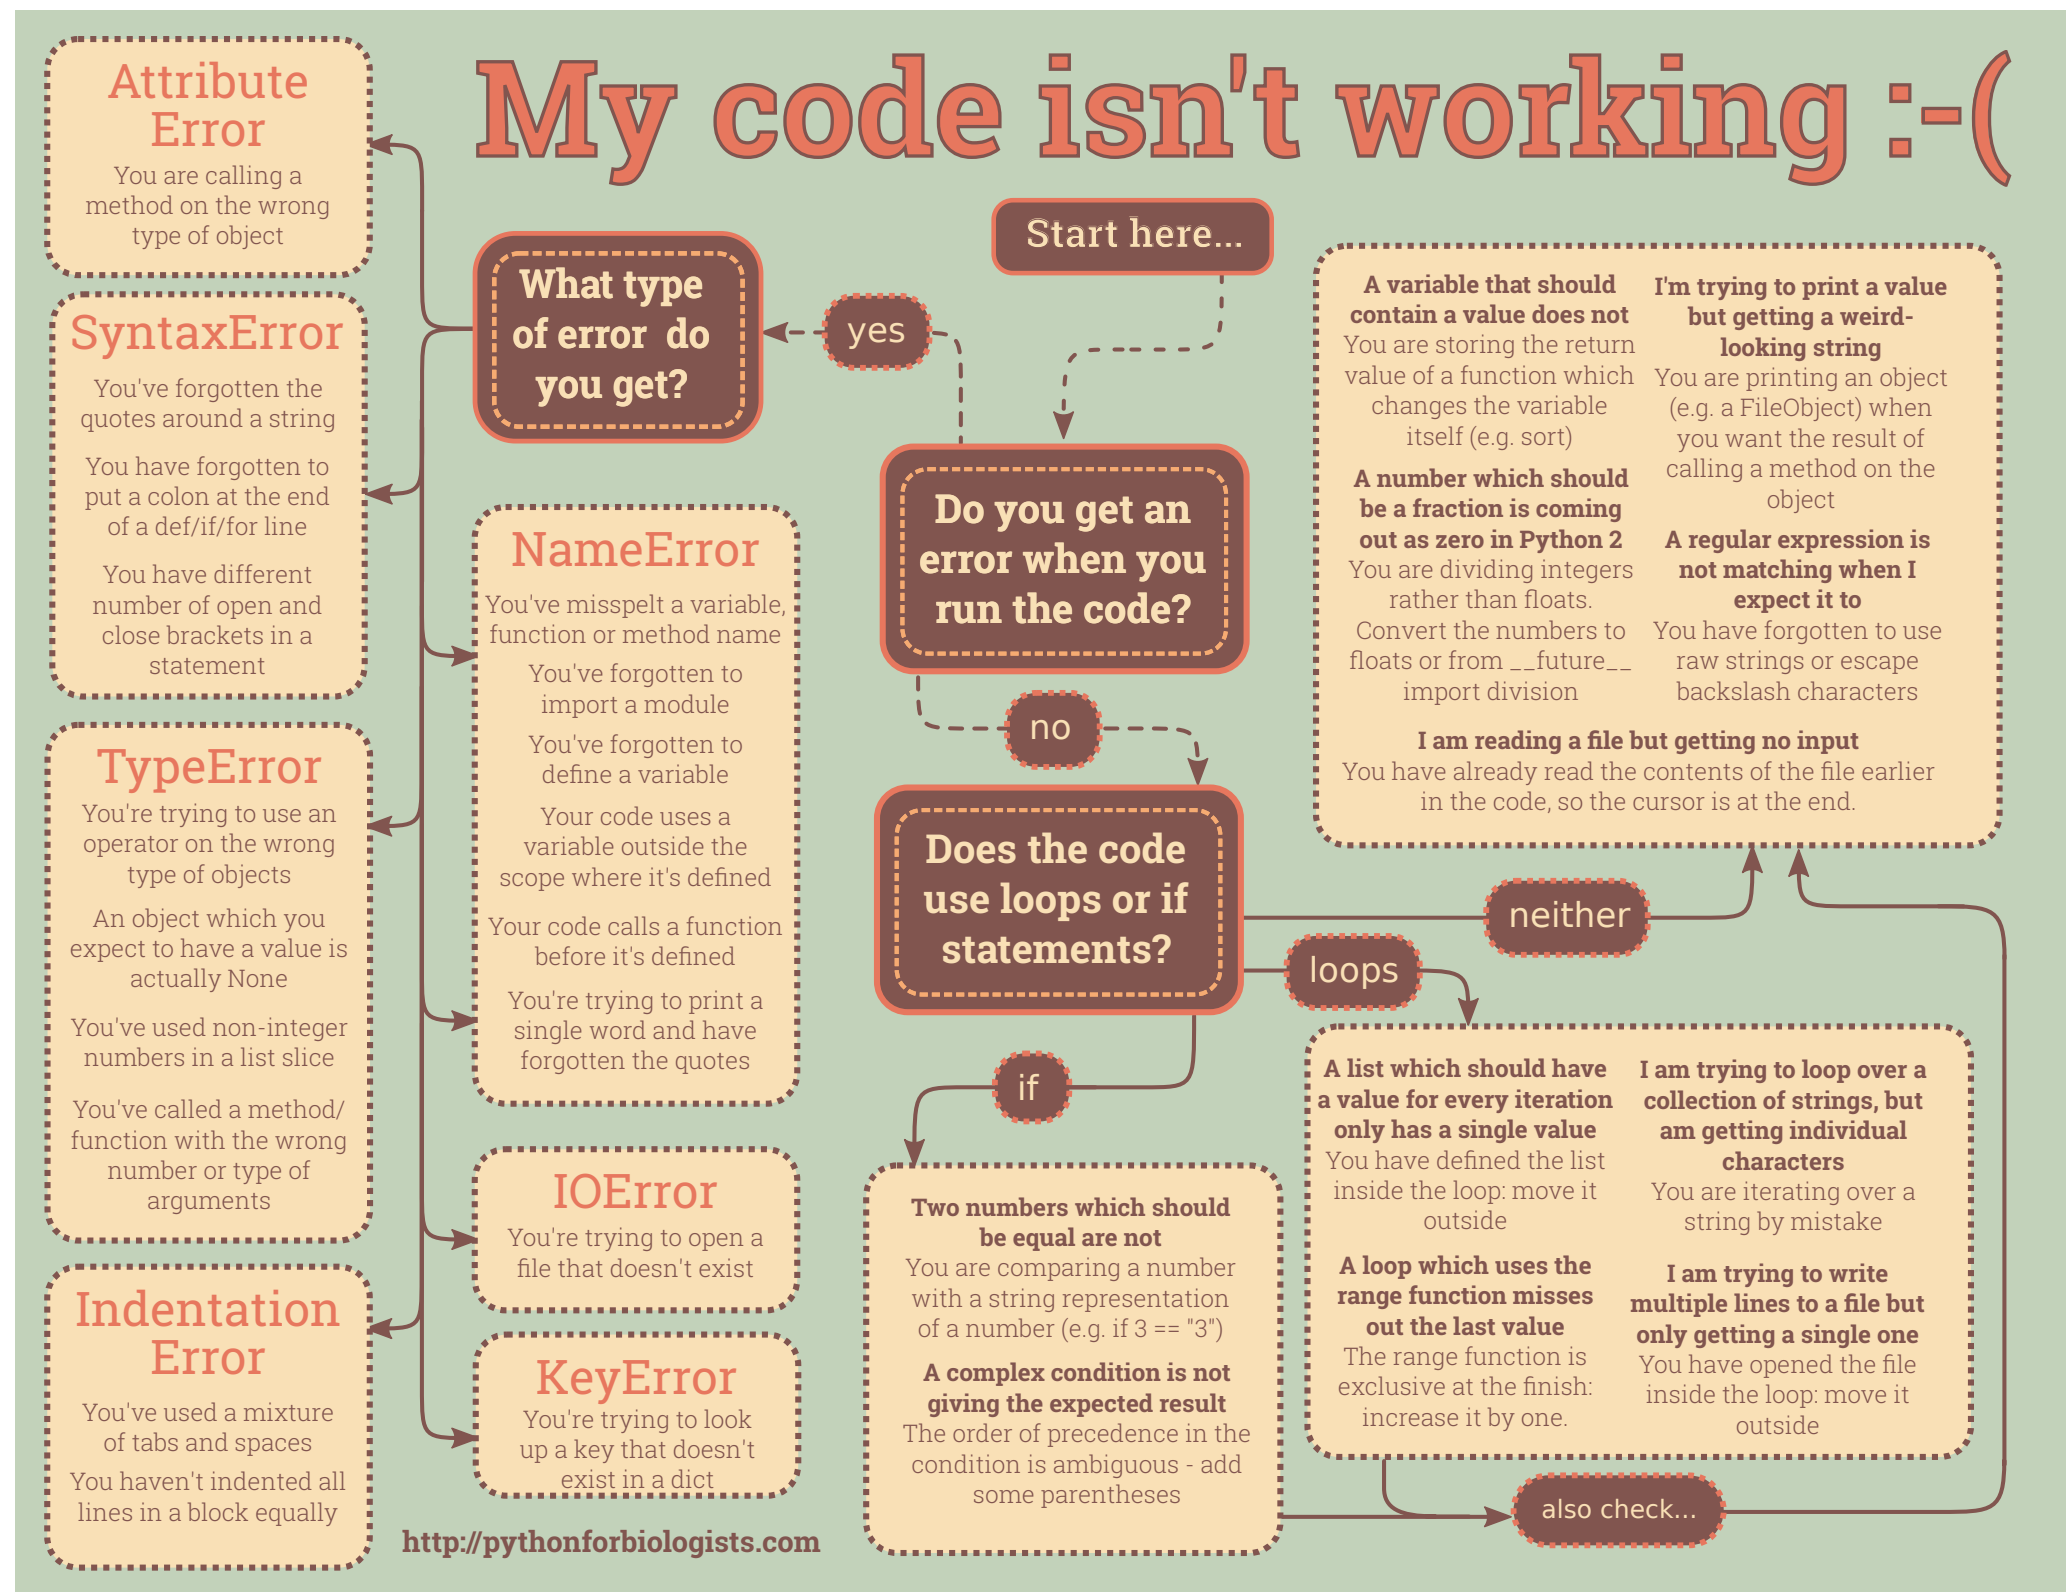 My code isn't working :-(
Start here...
Do you get an
error when you
run the code?
yes
What type
of error do
you get?
Attribute
Error
You are calling a
method on the wrong
type of object
SyntaxError
You've forgotten the
quotes around a string
You have forgotten to
put a colon at the end
of a def/if/for line
You have different
number of open and
close brackets in a
statement
TypeError
You're trying to use an
operator on the wrong
type of objects
An object which you
expect to have a value is
actually None
You've used non-integer
numbers in a list slice
You've called a method/
function with the wrong
number or type of
arguments
Indentation
Error
You've used a mixture
of tabs and spaces
You haven't indented all
lines in a block equally
NameError
You've misspelt a variable,
function or method name
You've forgotten to
import a module
You've forgotten to
define a variable
Your code uses a
variable outside the
scope where it's defined
Your code calls a function
before it's defined
You're trying to print a
single word and have
forgotten the quotes
IOError
You're trying to open a
file that doesn't exist
KeyError
You're trying to look
up a key that doesn't
exist in a dict
no
Does the code
use loops or if
statements?
neither
A variable that should
contain a value does not
You are storing the return
value of a function which
changes the variable
itself (e.g. sort)
A number which should
be a fraction is coming
out as zero in Python 2
You are dividing integers
rather than floats.
Convert the numbers to
floats or from __future__
import division
I'm trying to print a value
but getting a weird-
looking string
You are printing an object
(e.g. a FileObject) when
you want the result of
calling a method on the
object
A regular expression is
not matching when I
expect it to
You have forgotten to use
raw strings or escape
backslash characters
I am reading a file but getting no input
You have already read the contents of the file earlier
in the code, so the cursor is at the end.
loops
A list which should have
a value for every iteration
only has a single value
You have defined the list
inside the loop: move it
outside
A loop which uses the
range function misses
out the last value
The range function is
exclusive at the finish:
increase it by one.
I am trying to loop over a
collection of strings, but
am getting individual
characters
You are iterating over a
string by mistake
I am trying to write
multiple lines to a file but
only getting a single one
You have opened the file
inside the loop: move it
outside
if
Two numbers which should
be equal are not
You are comparing a number
with a string representation
of a number (e.g. if 3 == "3")
A complex condition is not
giving the expected result
The order of precedence in the
condition is ambiguous - add
some parentheses
also check...
http://pythonforbiologists.com